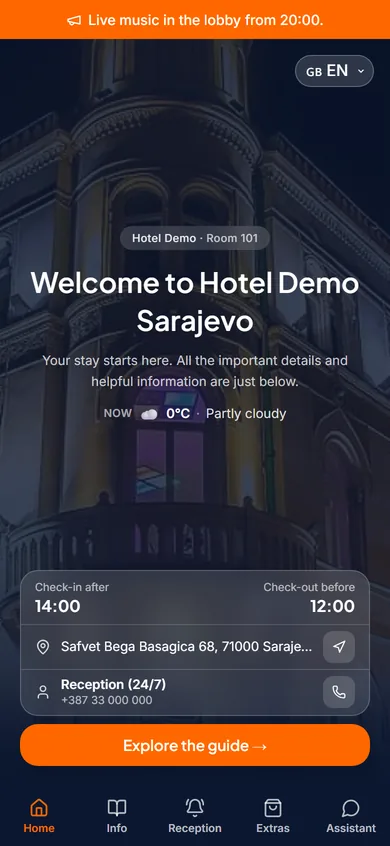 Live music in the lobby from 20:00.
GB EN
Hotel Demo · Room 101
Welcome to Hotel Demo
Sarajevo
Your stay starts here. All the important details and
helpful information are just below.
NOW 0°C · Partly cloudy
Check-in after
Check-out before
14:00
12:00
Safvet Bega Basagica 68, 71000 Saraje...
Reception (24/7)
+387 33 000 000
Explore the guide →
Home
Info
Reception
Extras
Assistant